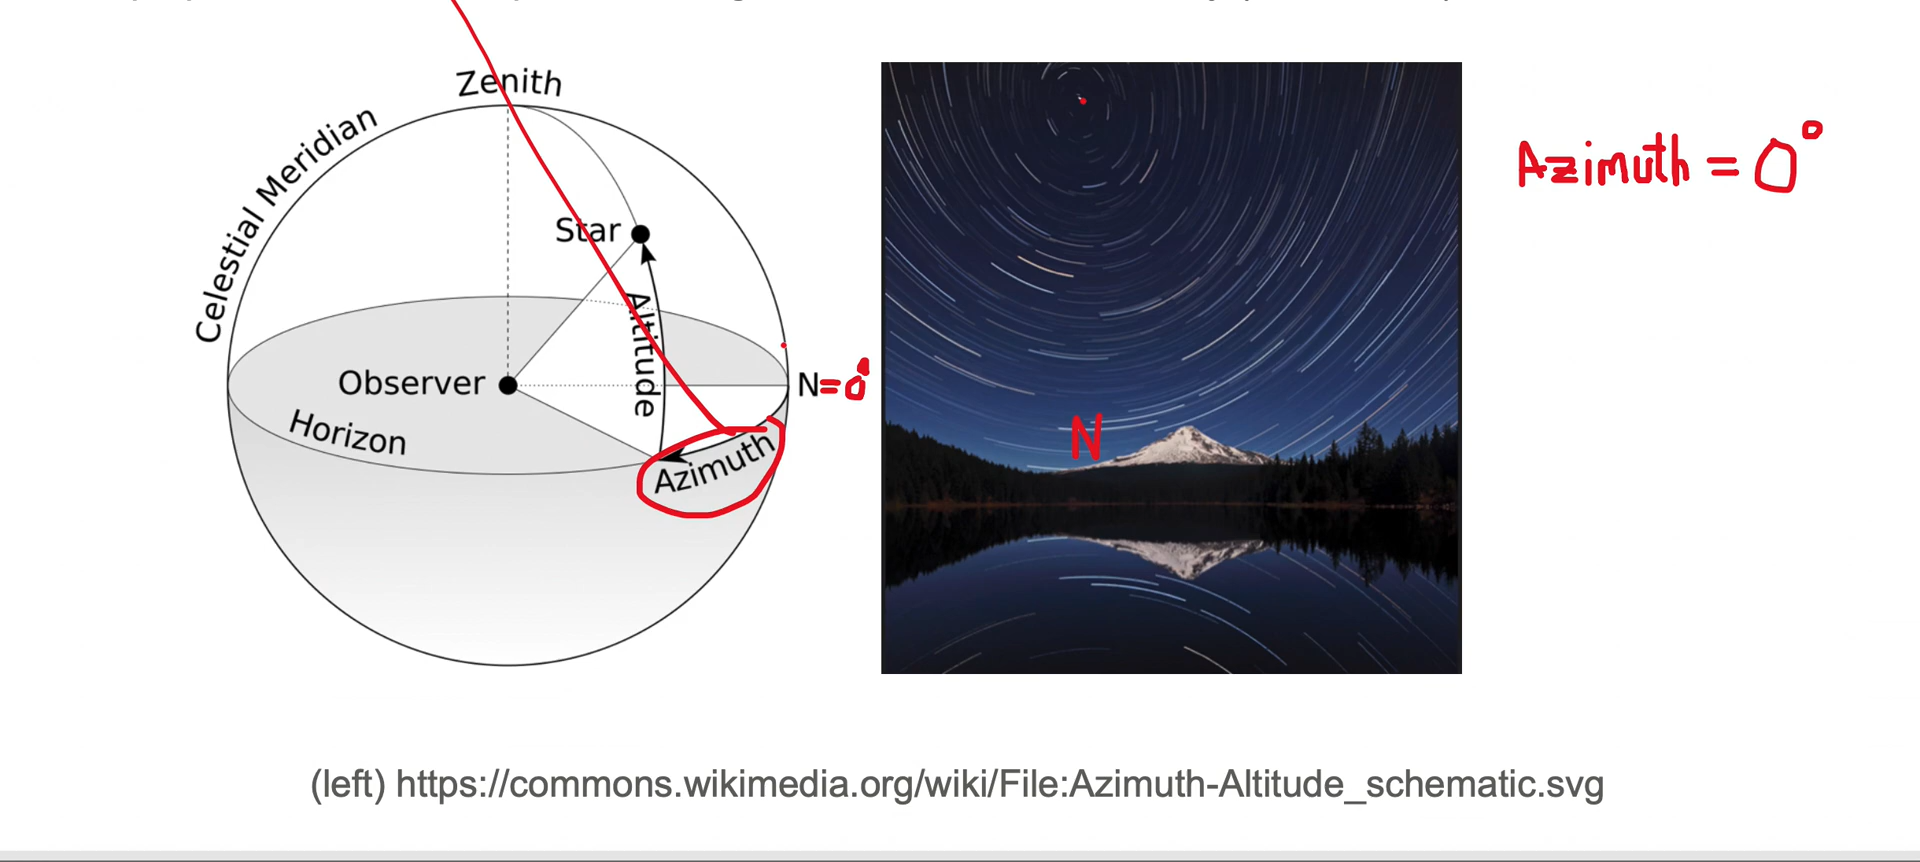 Zenith
Celestial Meridian
Star
Altitude
Observer
N=0°
Horizon
Azimuth
N
Azimuth = 0°
(left) https://commons.wikimedia.org/wiki/File:Azimuth-Altitude_schematic.svg